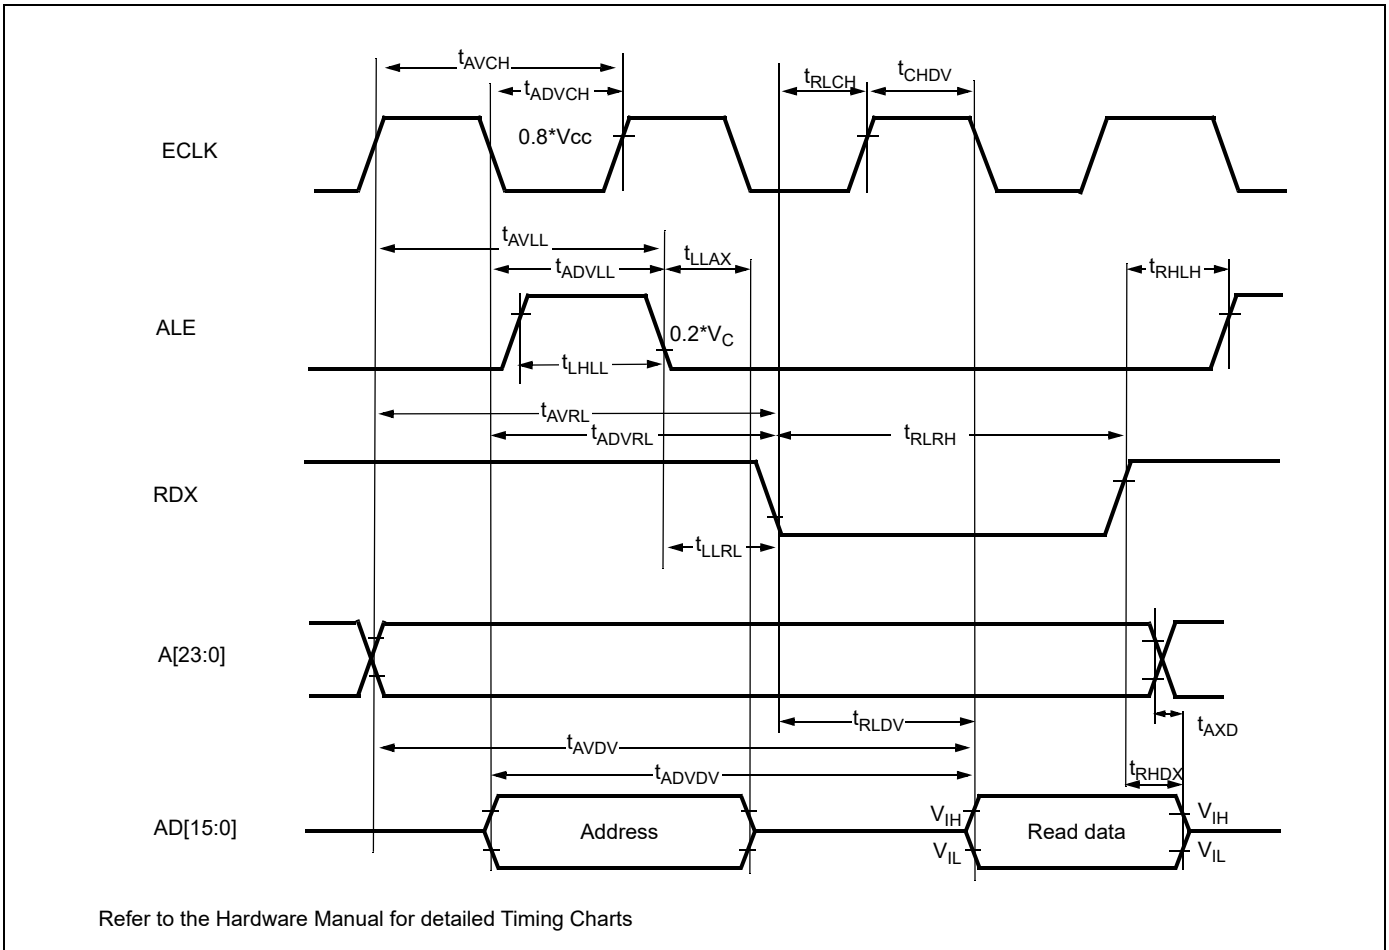 tAVCH
tADVCH
tRLCH
tCHDV
ECLK
0.8*Vcc
tAVLL
tADVLL
tLLAX
tRHLH
ALE
0.2*VC
tLHLL
tAVRL
tADVRL
tRLRH
RDX
tLLRL
A[23:0]
tRLDV
tAXD
tAVDV
tADVDV
tRHDX
AD[15:0]
Address
VIH
VIL
Read data
VIH
VIL
Refer to the Hardware Manual for detailed Timing Charts